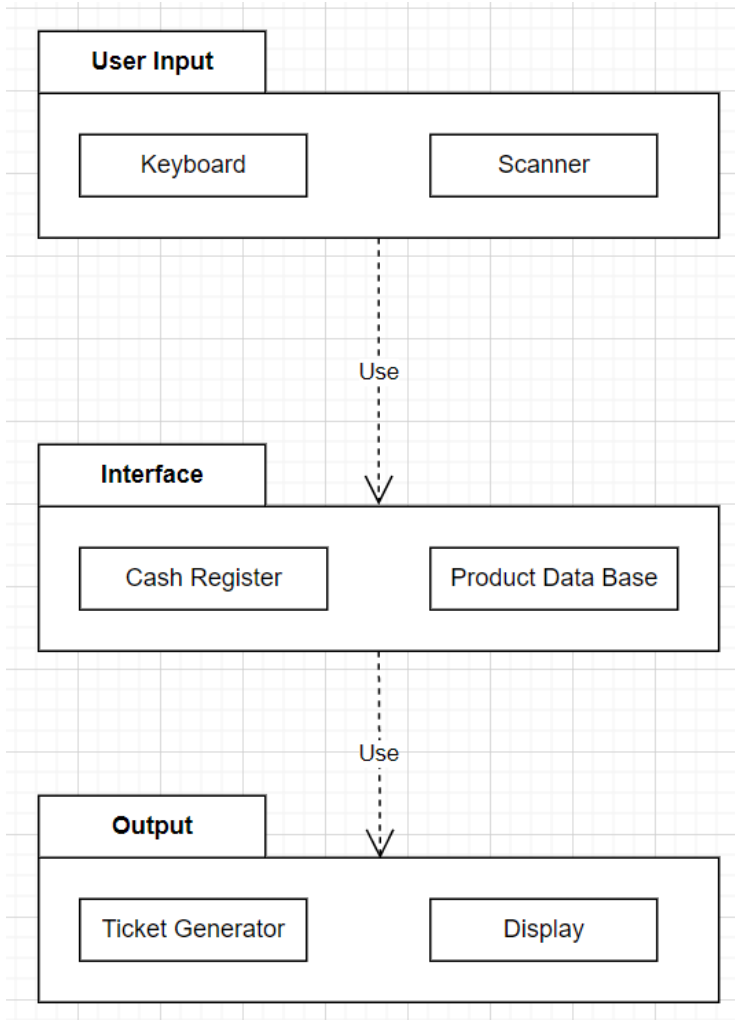 User Input
Keyboard
Scanner
Use
Interface
Cash Register
Product Data Base
Use
Output
Ticket Generator
Display